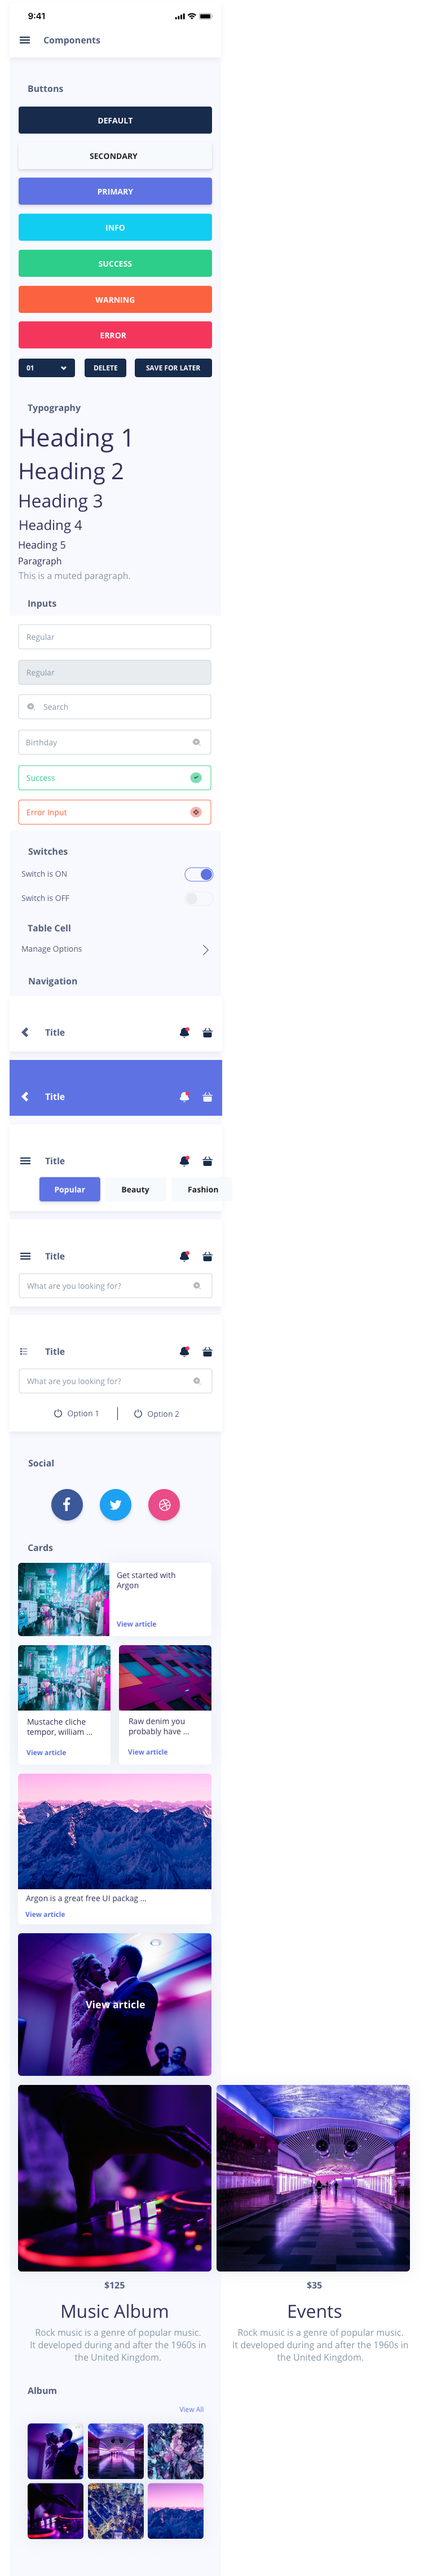 9:41
Components
Buttons
DEFAULT
SECONDARY
PRIMARY
INFO
SUCCESS
WARNING
ERROR
01 DELETE SAVE FOR LATER
Typography
Heading 1
Heading 2
Heading 3
Heading 4
Heading 5
Paragraph
This is a muted paragraph.
Inputs
Regular
Regular
Search
Birthday
Success
Error Input
Switches
Switch is ON
Switch is OFF
Table Cell
Manage Options
Navigation
Title
Title
Title
Popular Beauty Fashion
Title
What are you looking for?
Title
What are you looking for?
Option 1 Option 2
Social
Cards
Get started with
Argon
View article
Mustache cliche
tempor, william ...
View article
Raw denim you
probably have ...
View article
Argon is a great free UI packag ...
View article
View article
$125
Music Album
Rock music is a genre of popular music.
It developed during and after the 1960s in
the United Kingdom.
$35
Events
Rock music is a genre of popular music.
It developed during and after the 1960s in
the United Kingdom.
Album
View All